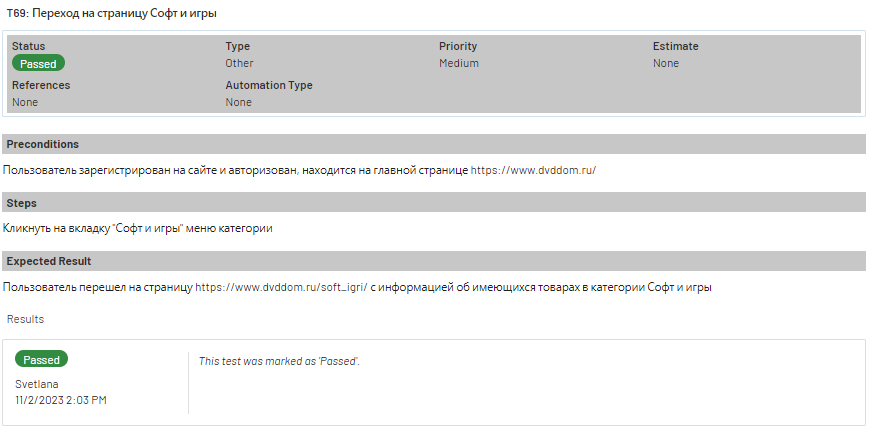 T69: Переход на страницу Софт и игры
Status Type Priority Estimate
Passed Other Medium None
References Automation Type
None None
Preconditions
Пользователь зарегистрирован на сайте и авторизован, находится на главной странице https://www.dvddom.ru/
Steps
Кликнуть на вкладку "Софт и игры" меню категории
Expected Result
Пользователь перешел на страницу https://www.dvddom.ru/soft_igri/ с информацией об имеющихся товарах в категории Софт и игры
Results
Passed This test was marked as 'Passed'.
Svetlana
11/2/2023 2:03 PM